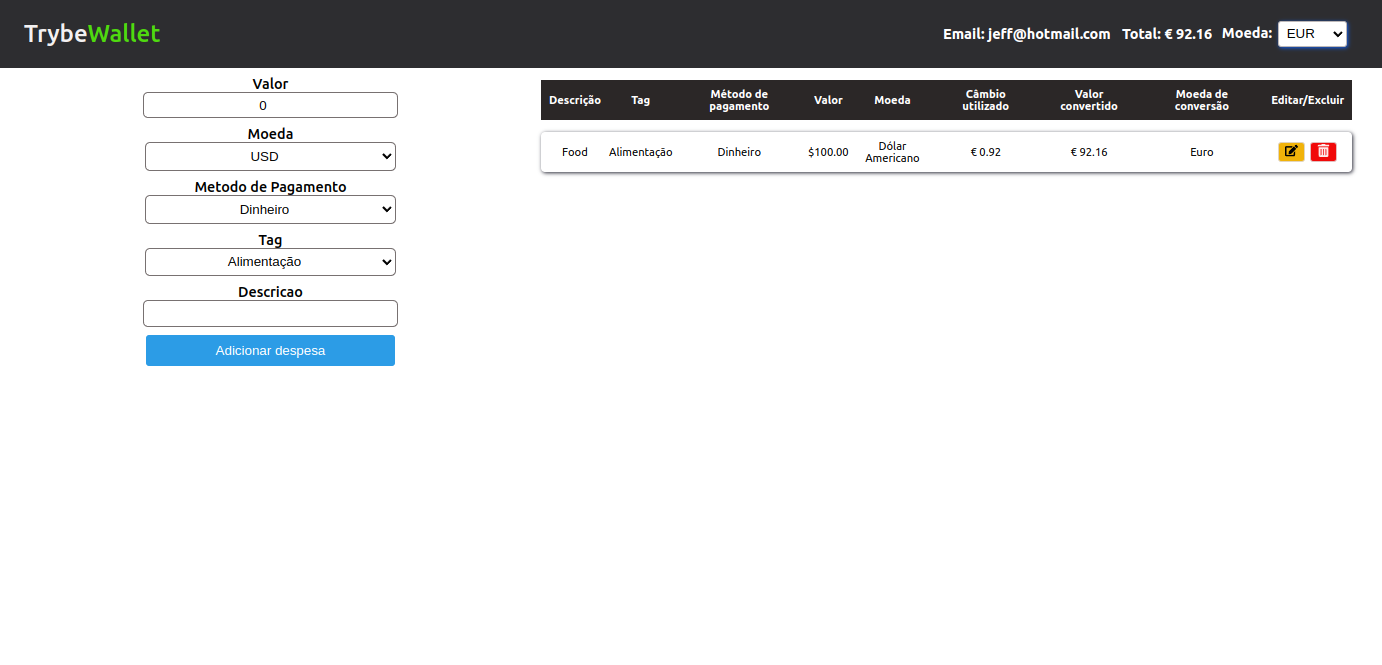 TrybeWallet
Email: jeff@hotmail.com Total: € 92.16 Moeda: EUR
Valor
0
Moeda
USD
Metodo de Pagamento
Dinheiro
Tag
Alimentação
Descricao
Adicionar despesa
Descrição Tag Método de pagamento Valor Moeda Câmbio utilizado Valor convertido Moeda de conversão Editar/Excluir
Food Alimentação Dinheiro $100.00 Dólar Americano € 0.92 € 92.16 Euro